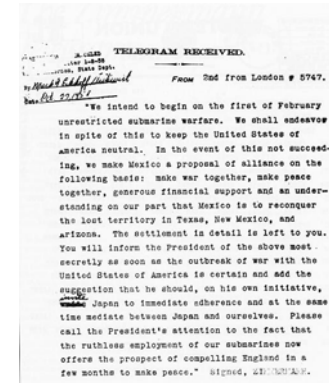 TELEGRAM RECEIVED.
FROM 2nd from London # 5747.
"We intend to begin on the first of February
unrestricted submarine warfare. We shall endeavor
in spite of this to keep the United States of
america neutral. In the event of this not succeed-
ing, we make Mexico a proposal of alliance on the
following basis: make war together, make peace
together, generous financial support and an under-
standing on our part that Mexico is to reconquer
the lost territory in Texas, New Mexico, and
arizona. The settlement in detail is left to you.
You will inform the President of the above most
secretly as soon as the outbreak of war with the
United States of America is certain and add the
suggestion that he should, on his own initiative,
invite
Japan to immediate adherence and at the same
time mediate between Japan and ourselves. Please
call the President's attention to the fact that
the ruthless employment of our submarines now
offers the prospect of compelling England in a
few months to make peace." Signed, ZIMMERMANN.